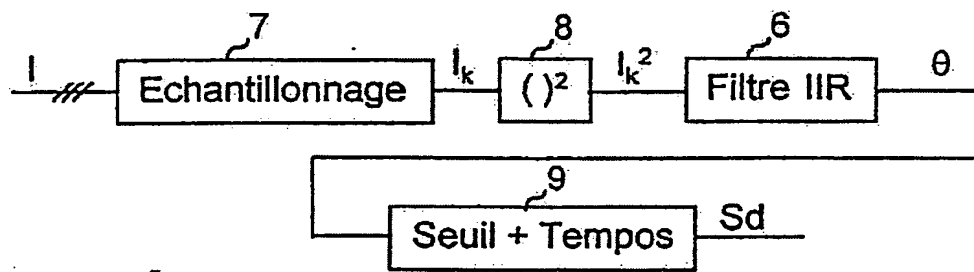 7 8 6
I Echantillonnage I_k ( )² I_k² Filtre IIR θ
9
Seuil + Tempos Sd